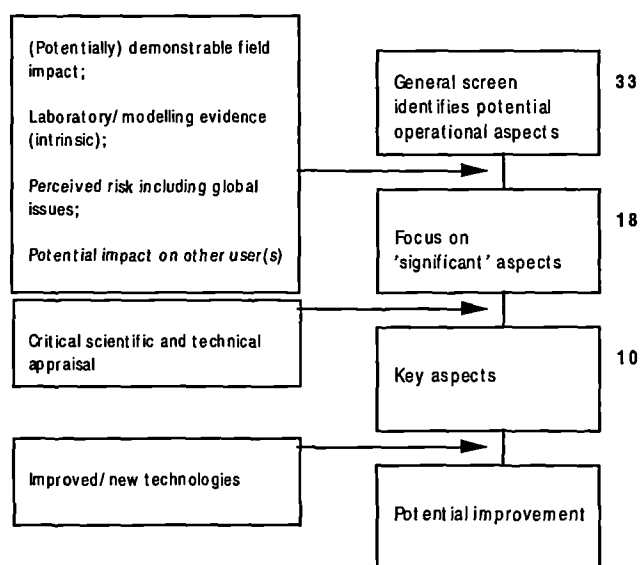 (Potentially) demonstrable field
impact;
Laboratory/ modelling evidence
(intrinsic);
Perceived risk including global
issues;
Potential impact on other user(s)
Critical scientific and technical
appraisal
Improved/ new technologies
General screen
identifies potential
operational aspects
33
Focus on
'significant' aspects
18
Key aspects
10
Potential improvement